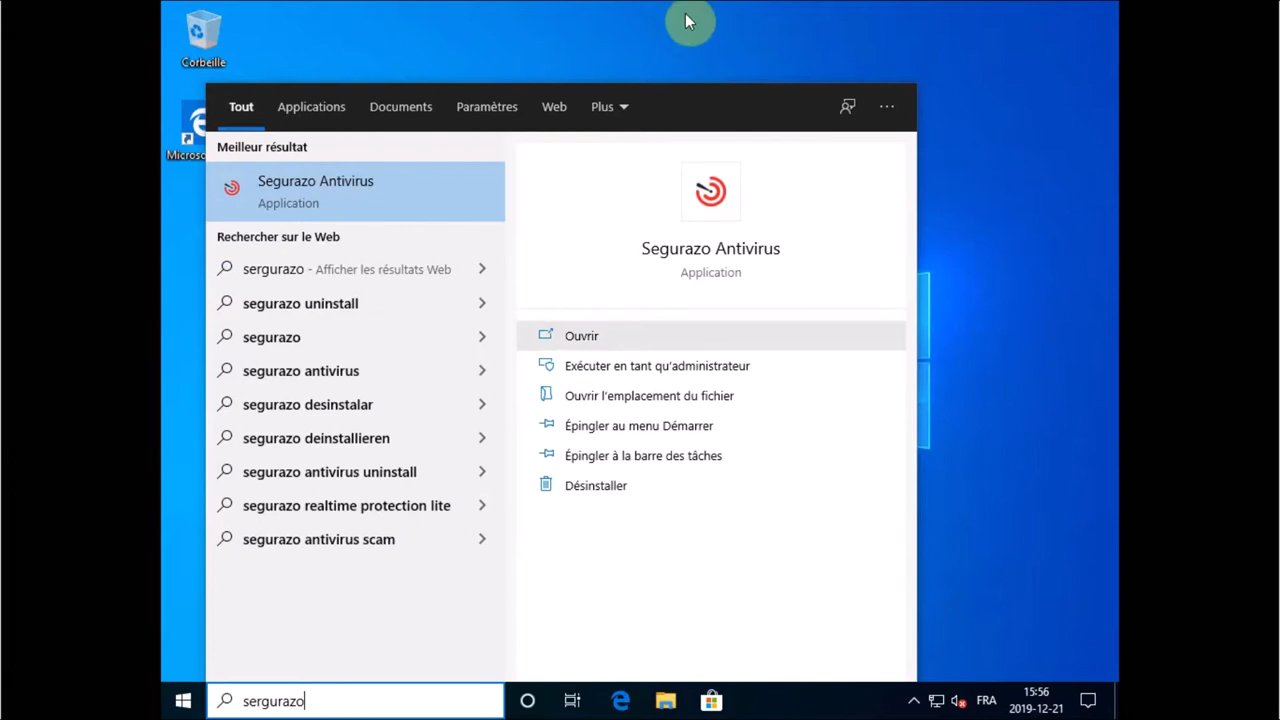 Corbeille
Microso
Tout
Applications
Documents
Paramètres
Web
Plus
Meilleur résultat
Segurazo Antivirus
Application
Rechercher sur le Web
sergurazo - Afficher les résultats Web
segurazo uninstall
segurazo
segurazo antivirus
segurazo desinstalar
segurazo deinstallieren
segurazo antivirus uninstall
segurazo realtime protection lite
segurazo antivirus scam
Segurazo Antivirus
Application
Ouvrir
Exécuter en tant qu'administrateur
Ouvrir l'emplacement du fichier
Épingler au menu Démarrer
Épingler à la barre des tâches
Désinstaller
sergurazo
FRA
15:56
2019-12-21